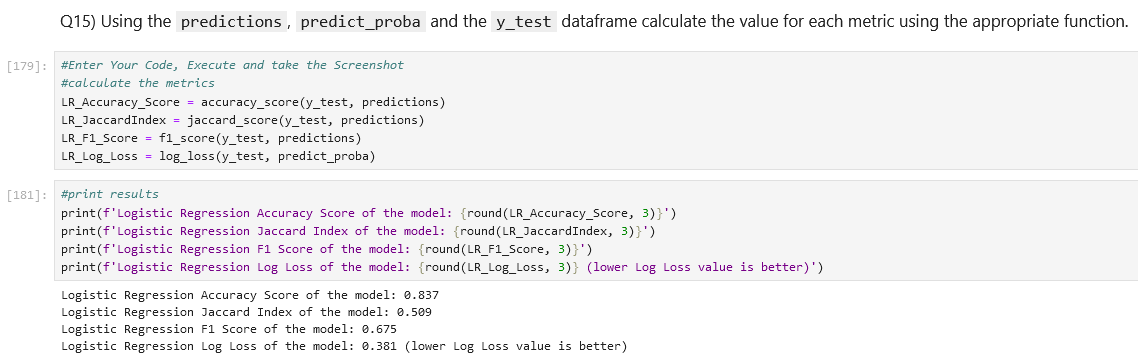 Q15) Using the predictions, predict_proba and the y_test dataframe calculate the value for each metric using the appropriate function.
[179]: #Enter Your Code, Execute and take the Screenshot
#calculate the metrics
LR_Accuracy_Score = accuracy_score(y_test, predictions)
LR_JaccardIndex = jaccard_score(y_test, predictions)
LR_F1_Score = f1_score(y_test, predictions)
LR_Log_Loss = log_loss(y_test, predict_proba)
[181]: #print results
print(f'Logistic Regression Accuracy Score of the model: {round(LR_Accuracy_Score, 3)}')
print(f'Logistic Regression Jaccard Index of the model: {round(LR_JaccardIndex, 3)}')
print(f'Logistic Regression F1 Score of the model: {round(LR_F1_Score, 3)}')
print(f'Logistic Regression Log Loss of the model: {round(LR_Log_Loss, 3)} (lower Log Loss value is better)')
Logistic Regression Accuracy Score of the model: 0.837
Logistic Regression Jaccard Index of the model: 0.509
Logistic Regression F1 Score of the model: 0.675
Logistic Regression Log Loss of the model: 0.381 (lower Log Loss value is better)